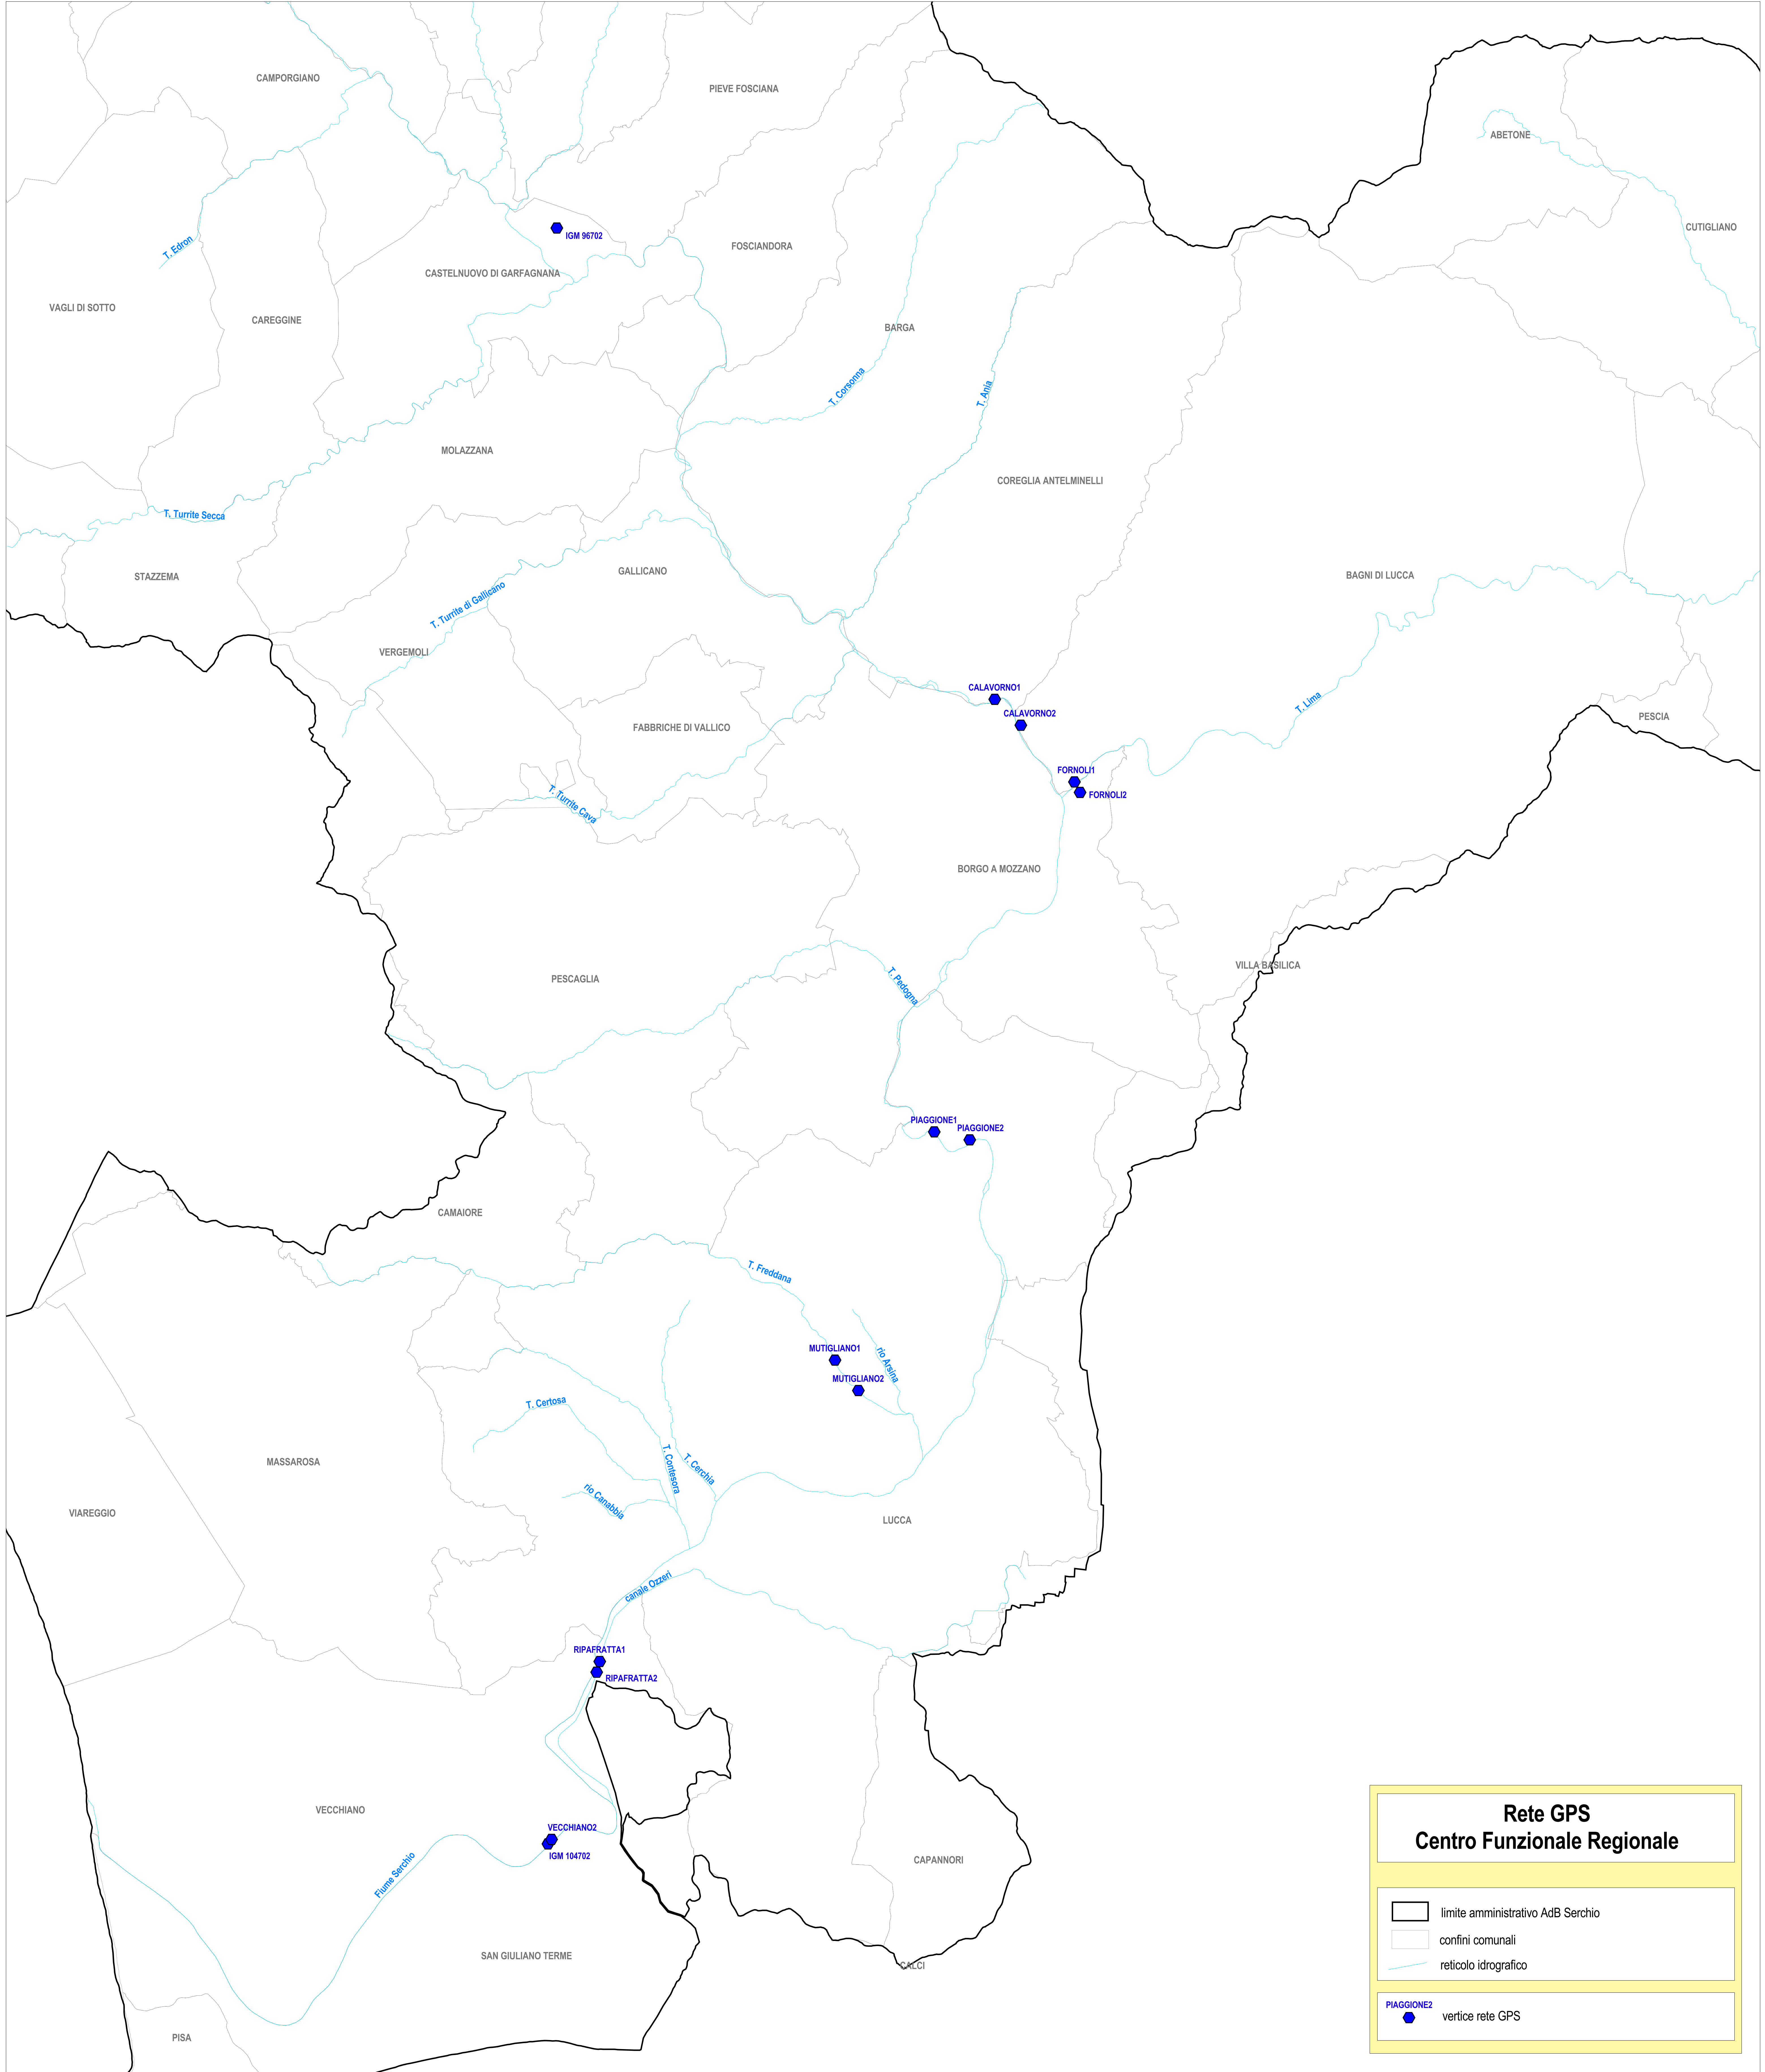 CAMPORGIANO
PIEVE FOSCIANA
ABETONE
CUTIGLIANO
IGM 96702
T. Edron
FOSCIANDORA
CASTELNUOVO DI GARFAGNANA
VAGLI DI SOTTO
CAREGGINE
BARGA
T. Corsonna
T. Ania
MOLAZZANA
COREGLIA ANTELMINELLI
T. Turrite Secca
STAZZEMA
GALLICANO
BAGNI DI LUCCA
T. Turrite di Gallicano
VERGEMOLI
CALAVORNO1
T. Lima
CALAVORNO2
PESCIA
FABBRICHE DI VALLICO
FORNOLI1
FORNOLI2
T. Turrite Cava
BORGO A MOZZANO
VILLA BASILICA
PESCAGLIA
T. Pedogna
PIAGGIONE1
PIAGGIONE2
CAMAIORE
T. Freddana
MUTIGLIANO1
rio Arsina
MUTIGLIANO2
T. Certosa
MASSAROSA
T. Contesora
T. Cerchia
rio Canabbia
VIAREGGIO
LUCCA
canale Ozzeri
RIPAFRATTA1
RIPAFRATTA2
VECCHIANO
VECCHIANO2
IGM 104702
Fiume Serchio
CAPANNORI
SAN GIULIANO TERME
CALCI
PISA
Rete GPS
Centro Funzionale Regionale
limite amministrativo AdB Serchio
confini comunali
reticolo idrografico
PIAGGIONE2
vertice rete GPS